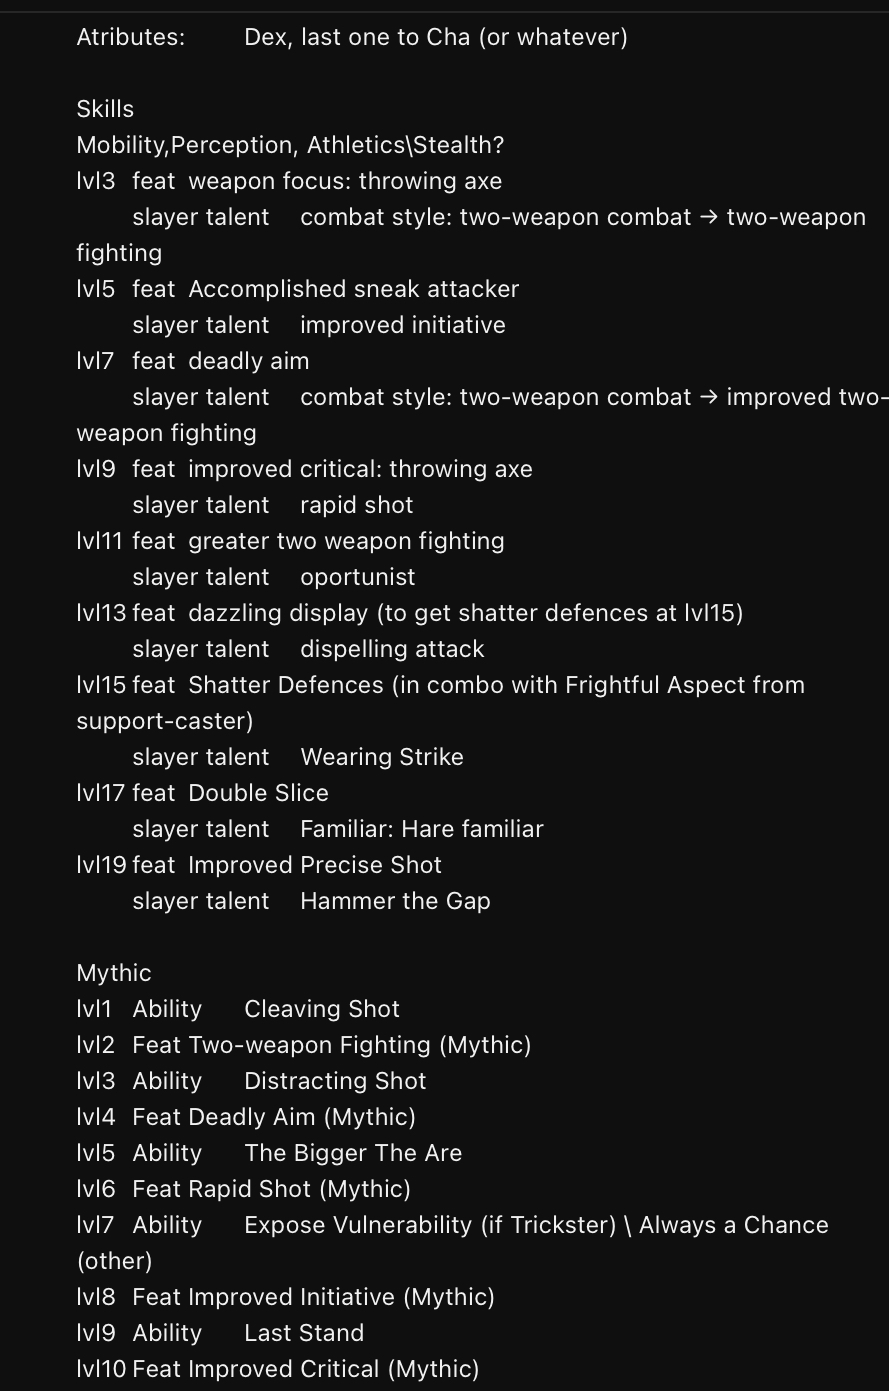 Atributes: Dex, last one to Cha (or whatever)
Skills
Mobility,Perception, Athletics\Stealth?
lvl3 feat weapon focus: throwing axe
slayer talent combat style: two-weapon combat → two-weapon
fighting
lvl5 feat Accomplished sneak attacker
slayer talent improved initiative
lvl7 feat deadly aim
slayer talent combat style: two-weapon combat → improved two-
weapon fighting
lvl9 feat improved critical: throwing axe
slayer talent rapid shot
lvl11 feat greater two weapon fighting
slayer talent oportunist
lvl13 feat dazzling display (to get shatter defences at lvl15)
slayer talent dispelling attack
lvl15 feat Shatter Defences (in combo with Frightful Aspect from
support-caster)
slayer talent Wearing Strike
lvl17 feat Double Slice
slayer talent Familiar: Hare familiar
lvl19 feat Improved Precise Shot
slayer talent Hammer the Gap
Mythic
lvl1 Ability Cleaving Shot
lvl2 Feat Two-weapon Fighting (Mythic)
lvl3 Ability Distracting Shot
lvl4 Feat Deadly Aim (Mythic)
lvl5 Ability The Bigger The Are
lvl6 Feat Rapid Shot (Mythic)
lvl7 Ability Expose Vulnerability (if Trickster) \ Always a Chance
(other)
lvl8 Feat Improved Initiative (Mythic)
lvl9 Ability Last Stand
lvl10 Feat Improved Critical (Mythic)